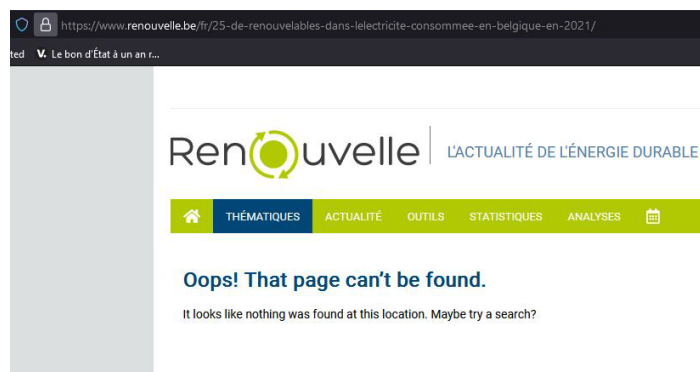 https://www.renouvelle.be/fr/25-de-renouvelables-dans-lelectricite-consommee-en-belgique-en-2021/
ted V. Le bon d'État à un an r...
Renouvelle L'ACTUALITÉ DE L'ÉNERGIE DURABLE
THÉMATIQUES ACTUALITÉ OUTILS STATISTIQUES ANALYSES
Oops! That page can't be found.
It looks like nothing was found at this location. Maybe try a search?